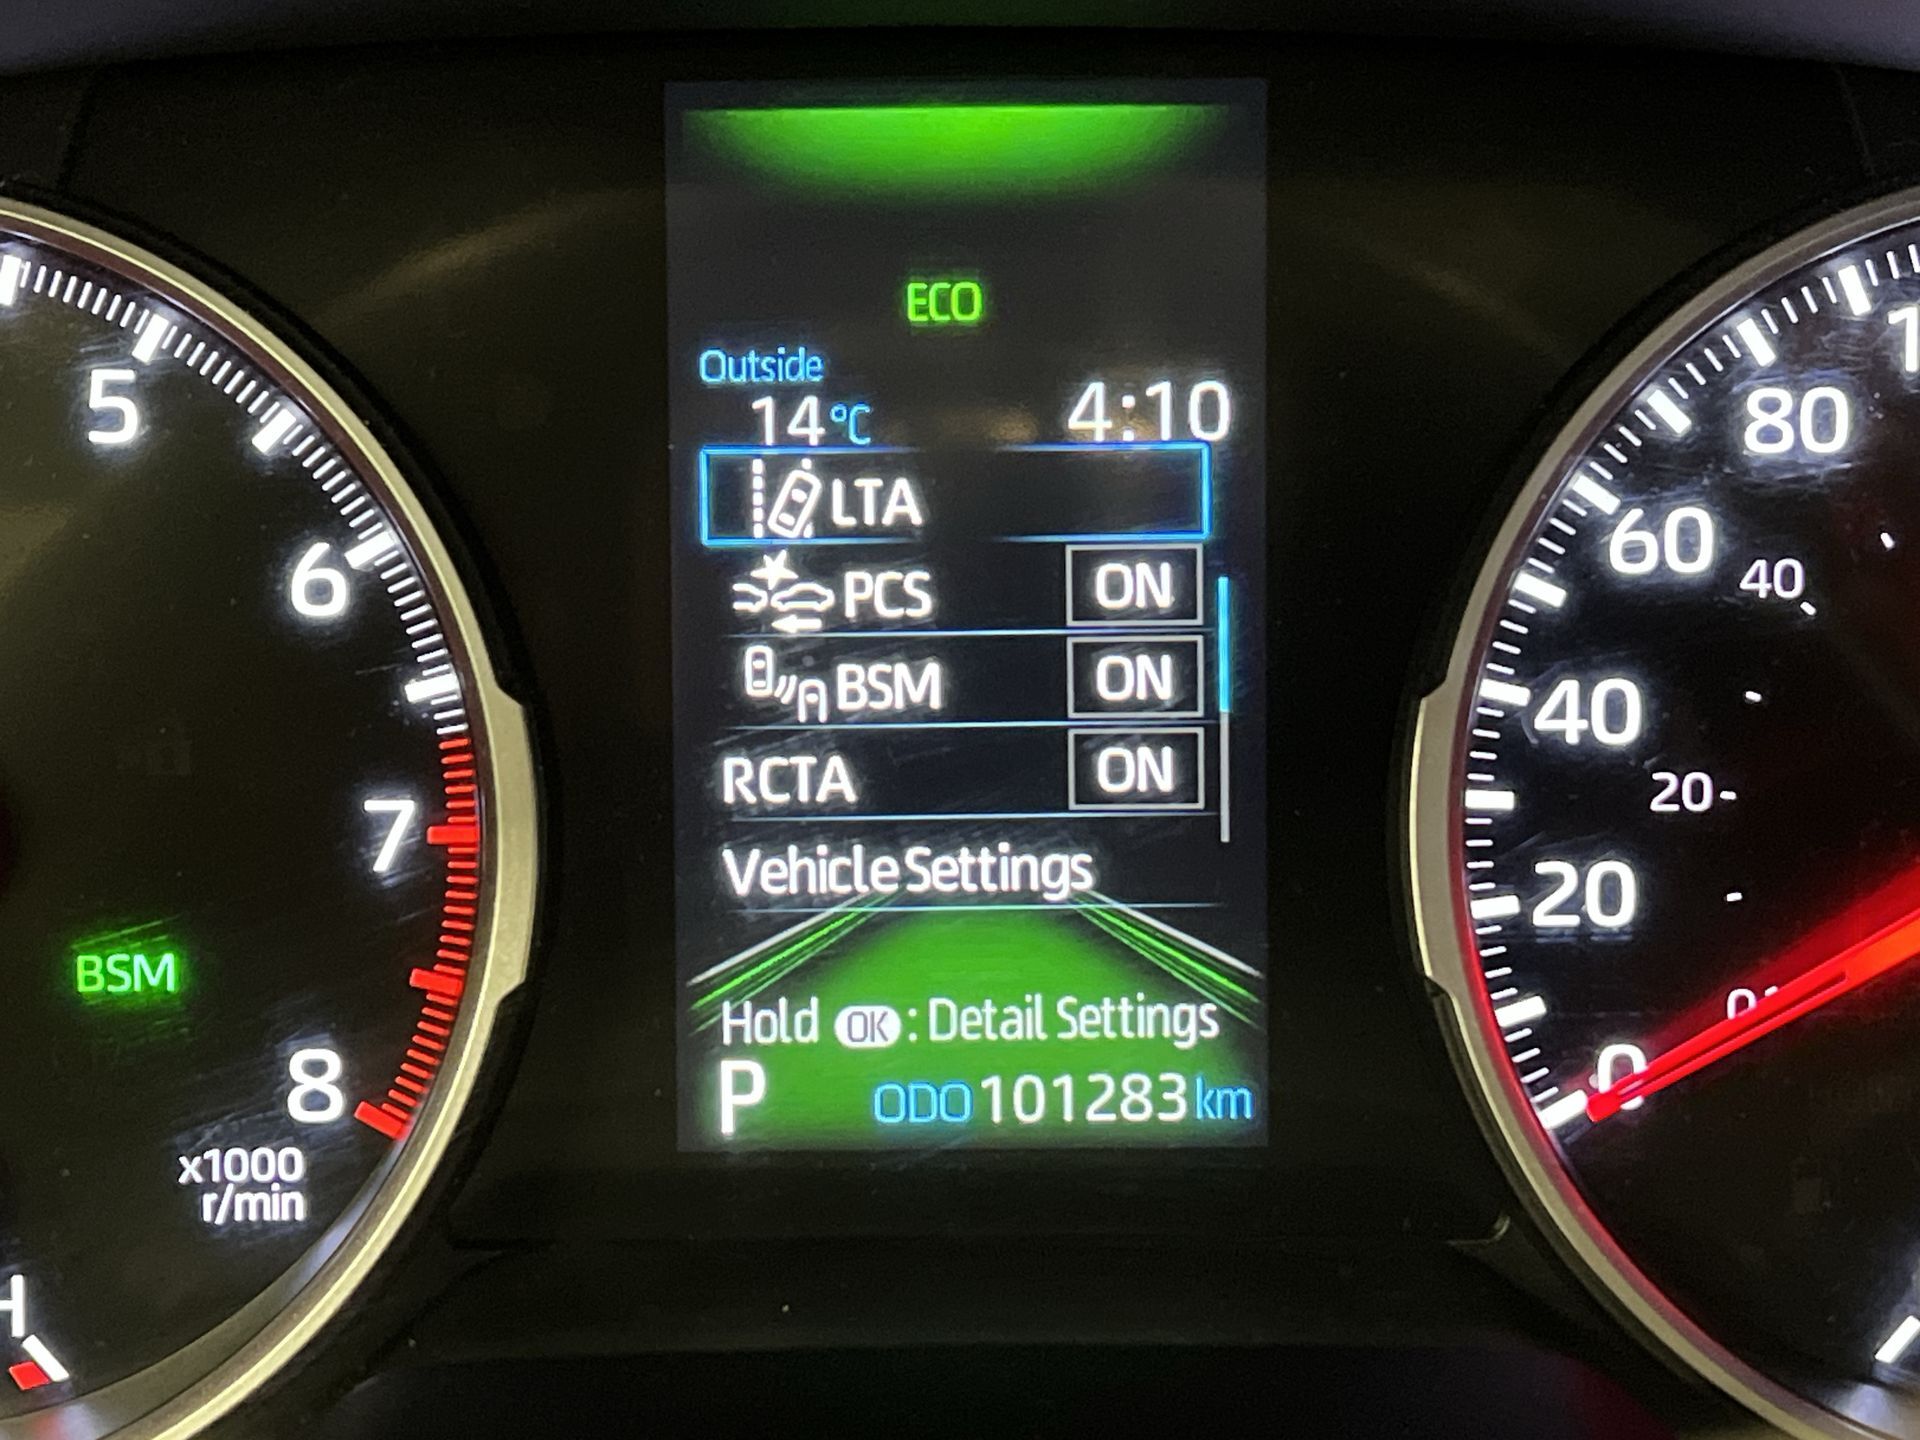 ECO
Outside
14°C 4:10
LTA
PCS ON
BSM ON
RCTA ON
Vehicle Settings
Hold OK : Detail Settings
P ODO 101283 km
5
6
7
8
x1000
r/min
BSM
H
80
60
40
20
0
40
20
0